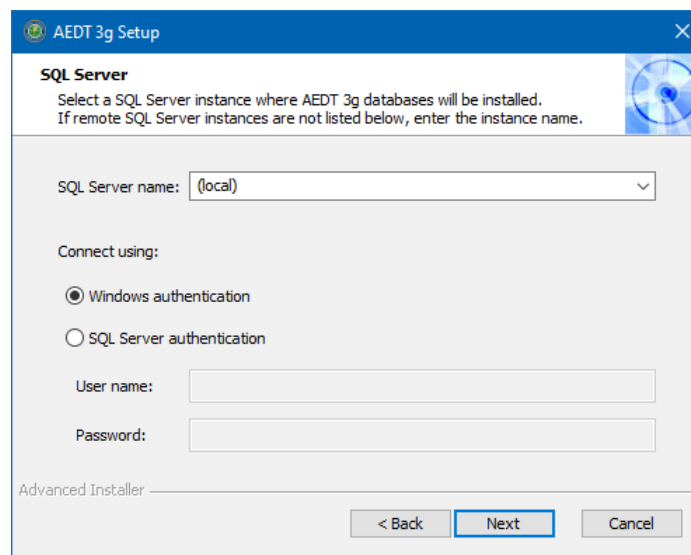 AEDT 3g Setup
SQL Server
Select a SQL Server instance where AEDT 3g databases will be installed.
If remote SQL Server instances are not listed below, enter the instance name.
SQL Server name: (local)
Connect using:
Windows authentication
SQL Server authentication
User name:
Password:
Advanced Installer
< Back Next Cancel